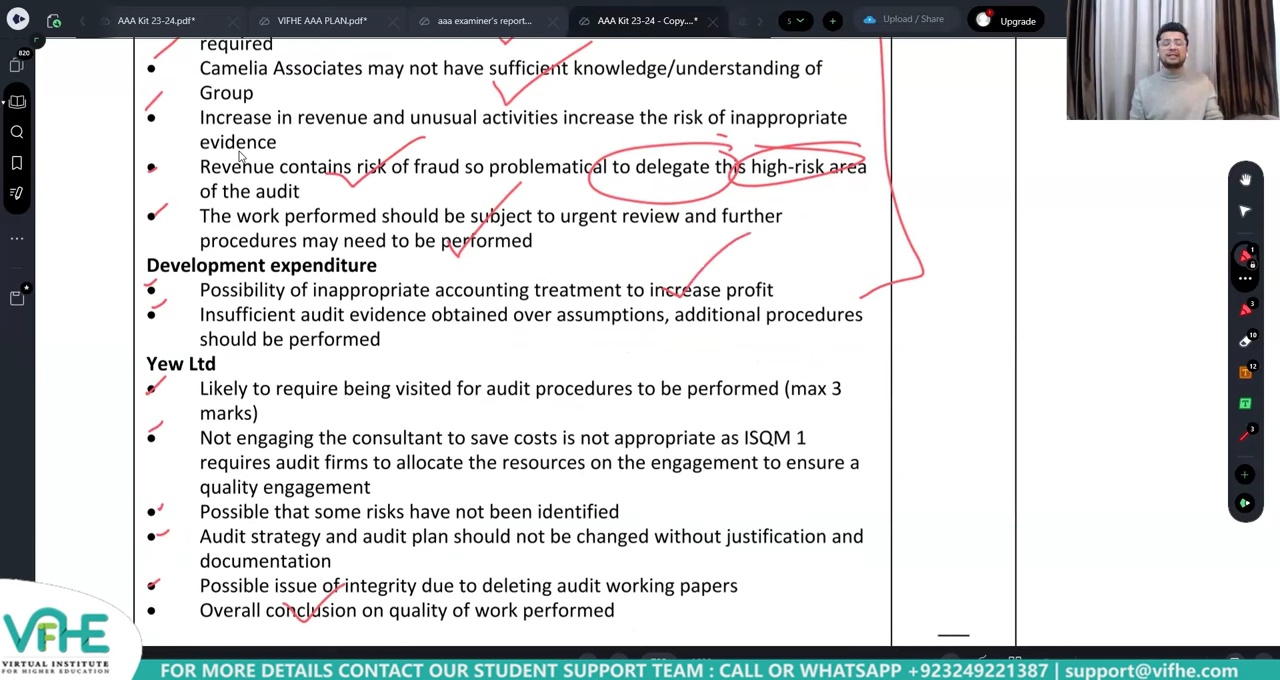 AAA Kit 23-24.pdf*
VIFHE AAA PLAN.pdf*
aaa examiner's report...
AAA Kit 23-24 - Copy....*
5
Upload / Share
1
Upgrade
820
required
Camelia Associates may not have sufficient knowledge/understanding of
Group
Increase in revenue and unusual activities increase the risk of inappropriate
evidence
Revenue contains risk of fraud so problematical to delegate this high-risk area
of the audit
The work performed should be subject to urgent review and further
procedures may need to be performed
Development expenditure
Possibility of inappropriate accounting treatment to increase profit
Insufficient audit evidence obtained over assumptions, additional procedures
should be performed
Yew Ltd
Likely to require being visited for audit procedures to be performed (max 3
marks)
Not engaging the consultant to save costs is not appropriate as ISQM 1
requires audit firms to allocate the resources on the engagement to ensure a
quality engagement
Possible that some risks have not been identified
Audit strategy and audit plan should not be changed without justification and
documentation
Possible issue of integrity due to deleting audit working papers
Overall conclusion on quality of work performed
1
3
10
12
T
3
VIFHE
VIRTUAL INSTITUTE
FOR HIGHER EDUCATION
FOR MORE DETAILS CONTACT OUR STUDENT SUPPORT TEAM : CALL OR WHATSAPP +923249221387 | support@vifhe.com